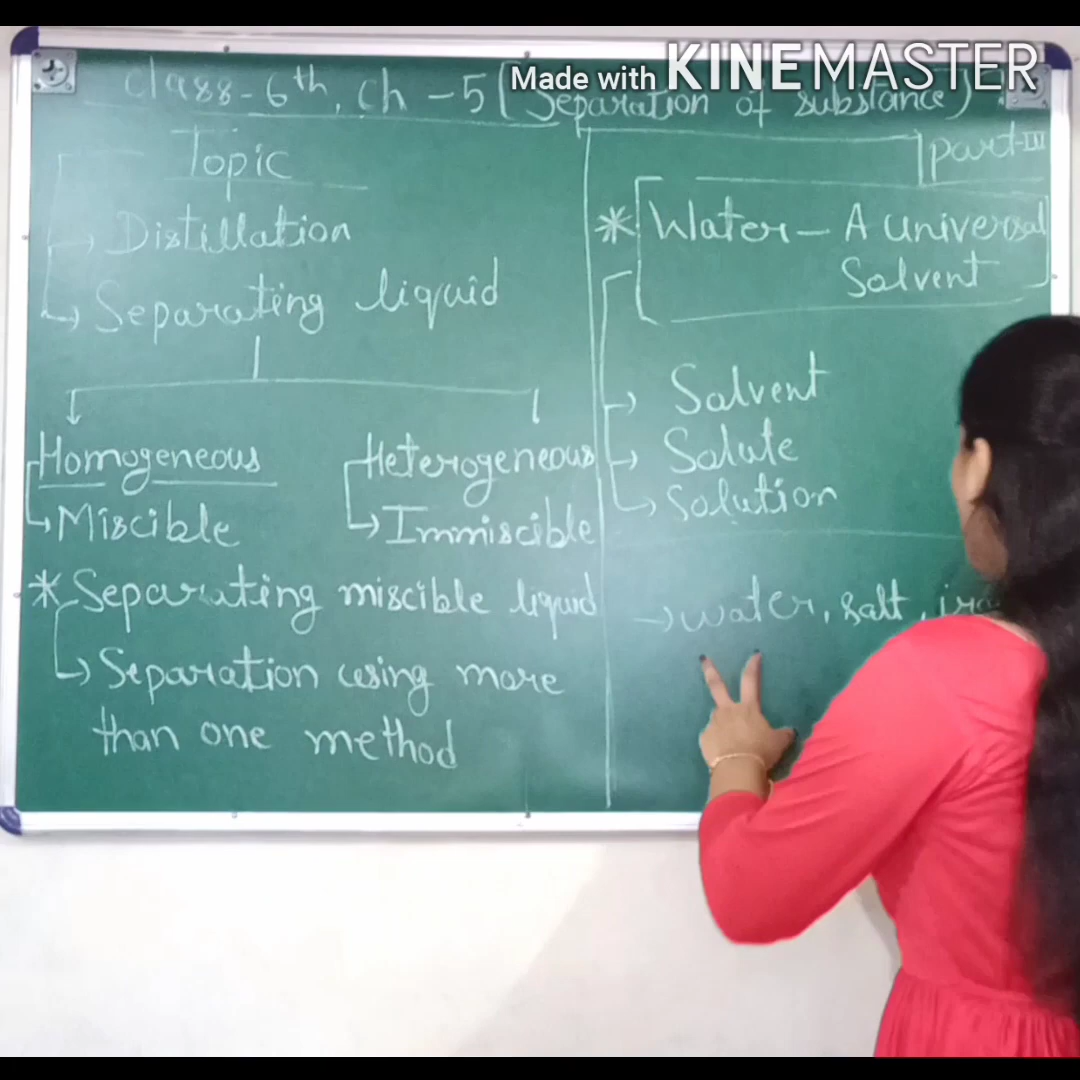 Made with KINEMASTER
Class-6th, Ch-5 (Separation of substance)
Part-III
Topic
→ Distillation
→ Separating liquid
Homogeneous
→ Miscible
Heterogeneous
→ Immiscible
* Separating miscible liquid
→ Separation using more
than one method
* Water - A universal
Solvent
→ Solvent
→ Solute
→ Solution
→ water, salt,